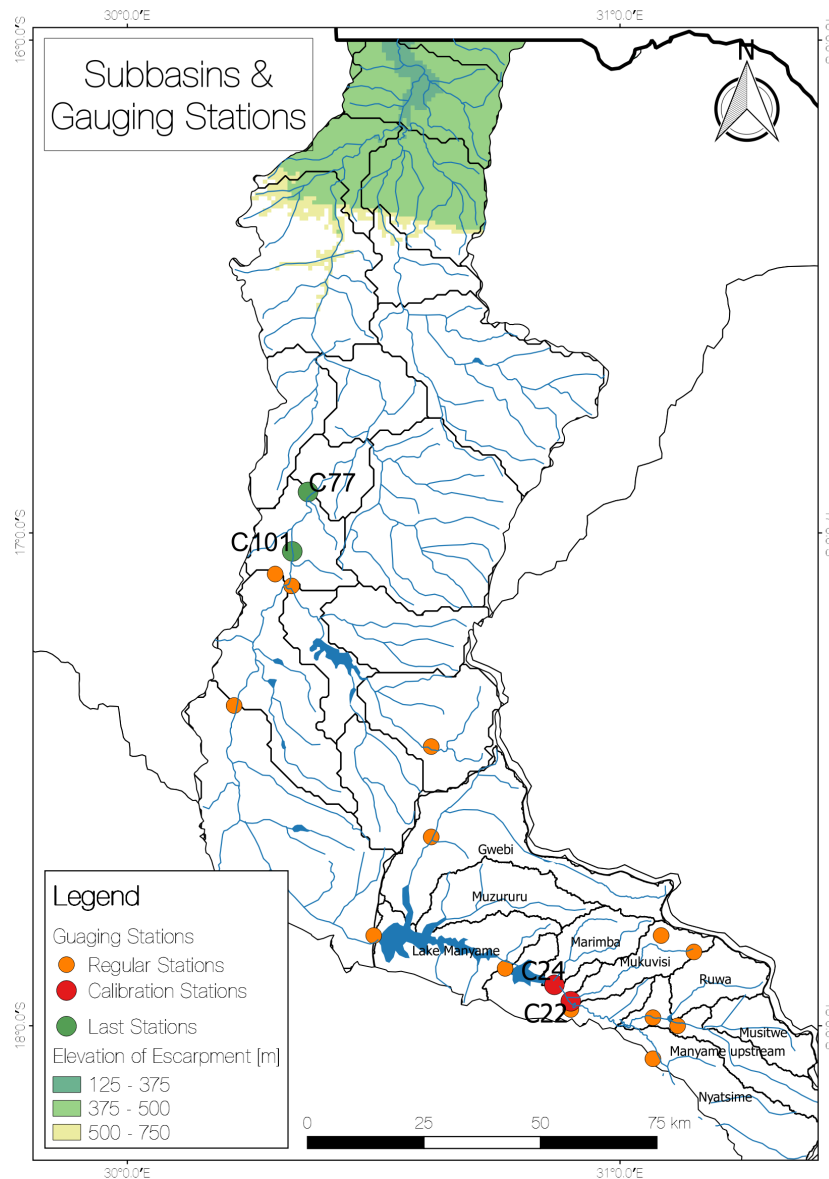 30°0.0'E
31°0.0'E
16°0.0'S
Subbasins &
Gauging Stations
N
C77
C101
17°0.0'S
Gwebi
Muzururu
Marimba
Lake Manyame
Mukuvisi
C24
Ruwa
C22
Musitwe
18°0.0'S
Manyame upstream
Nyatsime
Legend
Guaging Stations
Regular Stations
Calibration Stations
Last Stations
Elevation of Escarpment [m]
125 - 375
375 - 500
500 - 750
0 25 50 75 km
30°0.0'E
31°0.0'E